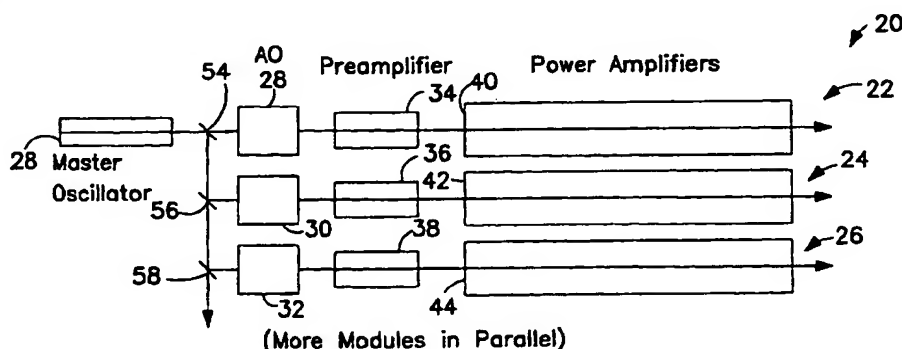 20
AO
54
28
Preamplifier
Power Amplifiers
34
40
22
28
Master
Oscillator
36
42
24
56
30
38
26
58
32
44
(More Modules in Parallel)